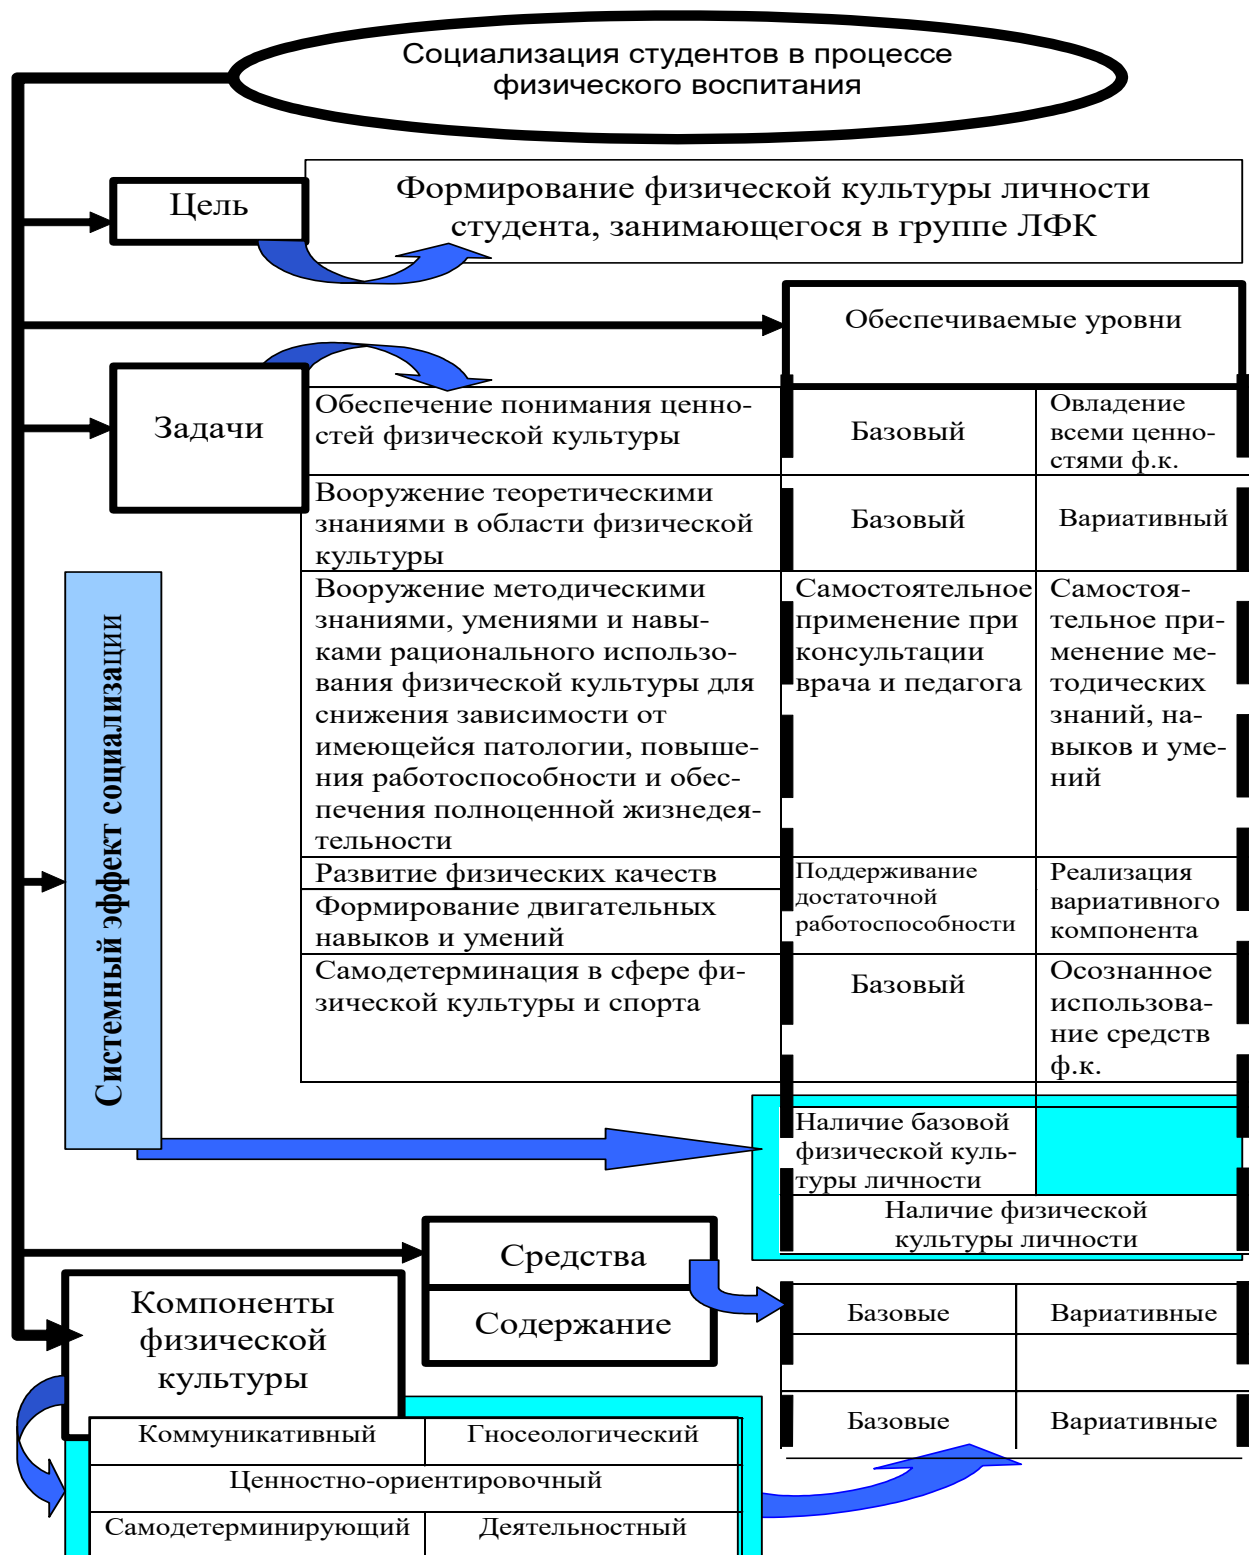 Социализация студентов в процессе
физического воспитания
Цель
Формирование физической культуры личности
студента, занимающегося в группе ЛФК
Обеспечиваемые уровни
Задачи
Обеспечение понимания ценно-
стей физической культуры
Базовый
Овладение
всеми ценно-
стями ф.к.
Вооружение теоретическими
знаниями в области физической
культуры
Базовый
Вариативный
Вооружение методическими
знаниями, умениями и навы-
ками рационального использо-
вания физической культуры для
снижения зависимости от
имеющейся патологии, повыше-
ния работоспособности и обес-
печения полноценной жизнедея-
тельности
Самостоятельное
применение при
консультации
врача и педагога
Самостоя-
тельное при-
менение ме-
тодических
знаний, на-
выков и уме-
ний
Развитие физических качеств
Формирование двигательных
навыков и умений
Поддерживание
достаточной
работоспособности
Реализация
вариативного
компонента
Самодетерминация в сфере фи-
зической культуры и спорта
Базовый
Осознанное
использова-
ние средств
ф.к.
Системный эффект социализации
Наличие базовой
физической куль-
туры личности
Наличие физической
культуры личности
Средства
Содержание
Базовые
Вариативные
Базовые
Вариативные
Компоненты
физической
культуры
Коммуникативный
Гносеологический
Ценностно-ориентировочный
Самодетерминирующий
Деятельностный